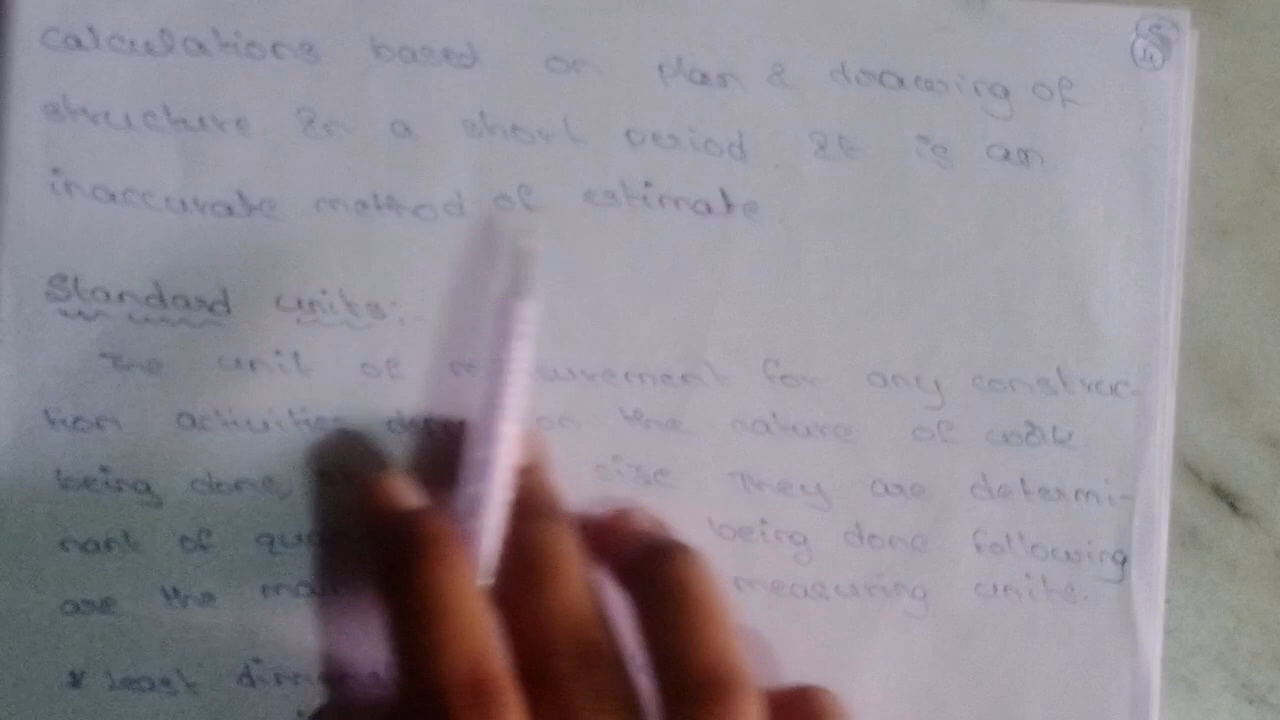 calculations based on plan & drawing of
structure in a short period. It is an
inaccurate method of estimate.
Standard units:
The unit of for any construc-
tion activities on the nature of work
being done, size They are determi-
nant of being done following
are the measuring units.
* Least